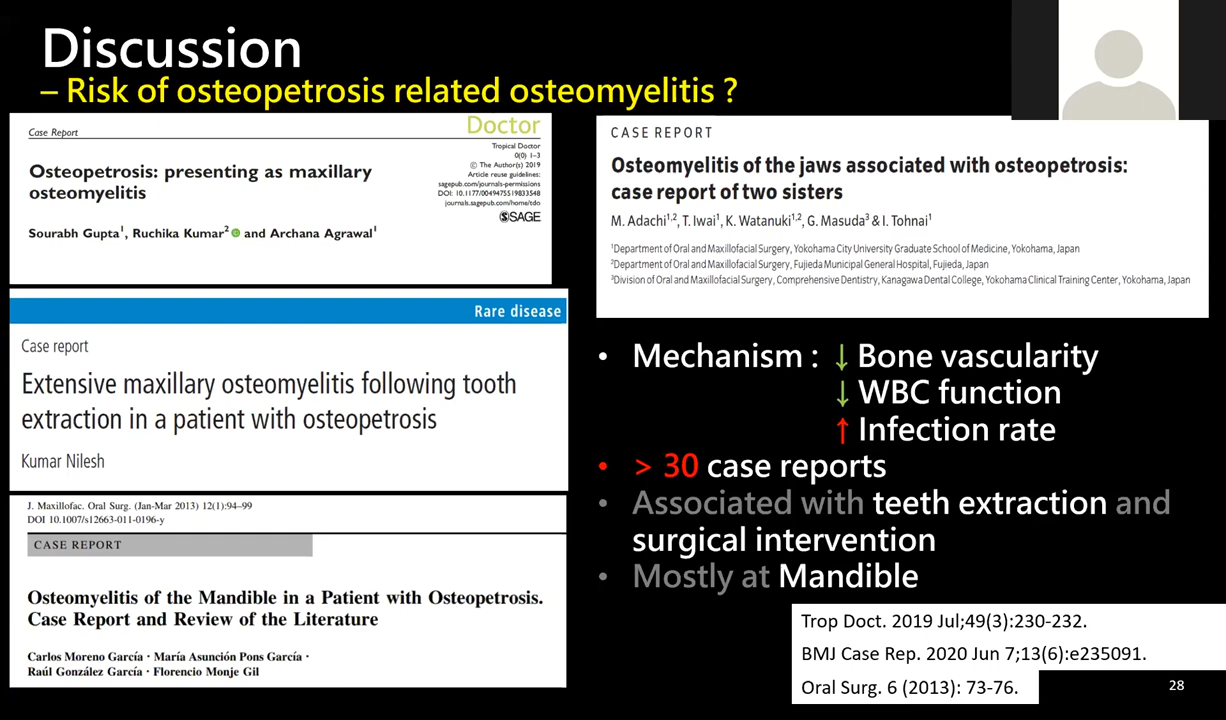 Discussion
– Risk of osteopetrosis related osteomyelitis ?
Case Report
Doctor
Tropical Doctor
0(0) 1–3
© The Author(s) 2019
Article reuse guidelines:
sagepub.com/journals-permissions
DOI: 10.1177/0049475519833548
journals.sagepub.com/home/tdo
SAGE
Osteopetrosis: presenting as maxillary
osteomyelitis
Sourabh Gupta1, Ruchika Kumar2 and Archana Agrawal1
Rare disease
Case report
Extensive maxillary osteomyelitis following tooth
extraction in a patient with osteopetrosis
Kumar Nilesh
J. Maxillofac. Oral Surg. (Jan-Mar 2013) 12(1):94–99
DOI 10.1007/s12663-011-0196-y
CASE REPORT
Osteomyelitis of the Mandible in a Patient with Osteopetrosis.
Case Report and Review of the Literature
Carlos Moreno García · María Asunción Pons García ·
Raúl González García · Florencio Monje Gil
CASE REPORT
Osteomyelitis of the jaws associated with osteopetrosis:
case report of two sisters
M. Adachi1,2, T. Iwai1, K. Watanuki1,2, G. Masuda3 & I. Tohnai1
1Department of Oral and Maxillofacial Surgery, Yokohama City University Graduate School of Medicine, Yokohama, Japan
2Department of Oral and Maxillofacial Surgery, Fujieda Municipal General Hospital, Fujieda, Japan
3Division of Oral and Maxillofacial Surgery, Comprehensive Dentistry, Kanagawa Dental College, Yokohama Clinical Training Center, Yokohama, Japan
• Mechanism : ↓ Bone vascularity
↓ WBC function
↑ Infection rate
• > 30 case reports
• Associated with teeth extraction and
surgical intervention
• Mostly at Mandible
Trop Doct. 2019 Jul;49(3):230-232.
BMJ Case Rep. 2020 Jun 7;13(6):e235091.
Oral Surg. 6 (2013): 73-76.
28